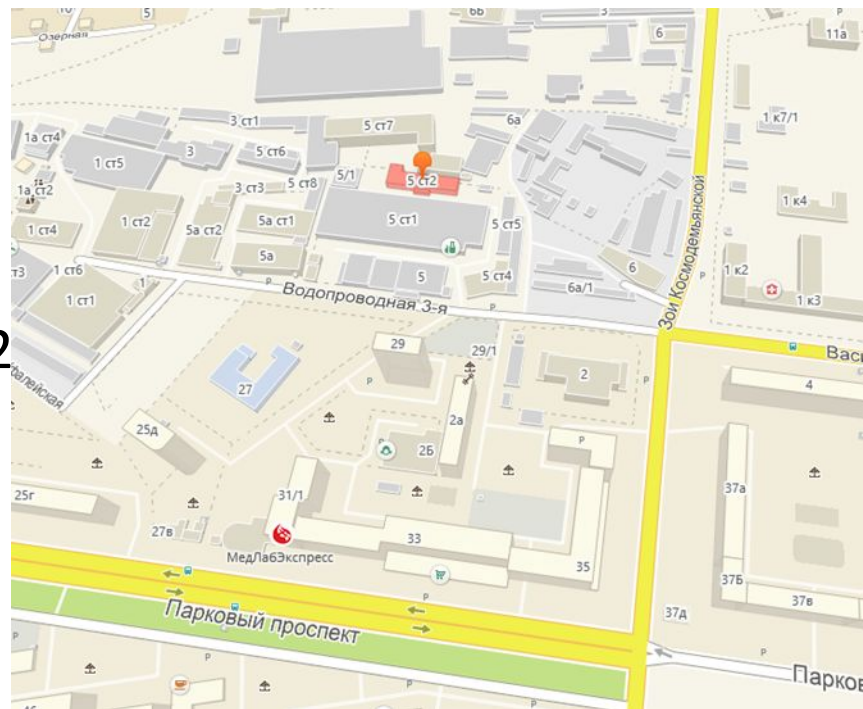 10
5
Озёрная
6Б
3
6
11а
3 ст1
5 ст7
6а
1 к7/1
1а ст4
1 ст5
3
5 ст6
5/1
5 ст2
1а ст2
3 ст3
5 ст8
1 к4
1 ст4
1 ст2
5а ст2
5а ст1
5 ст1
5 ст5
5а
ст3
1 ст6
1
5
5 ст4
6
1 к2
1 ст1
6а/1
1 к3
Водопроводная 3-я
Зои Космодемьянской
Васи
2
29
29/1
алейская
27
2
4
2а
25д
2Б
25г
31/1
37а
27в
33
МедЛабЭкспресс
35
37Б
37в
37д
Парковый проспект
Парков